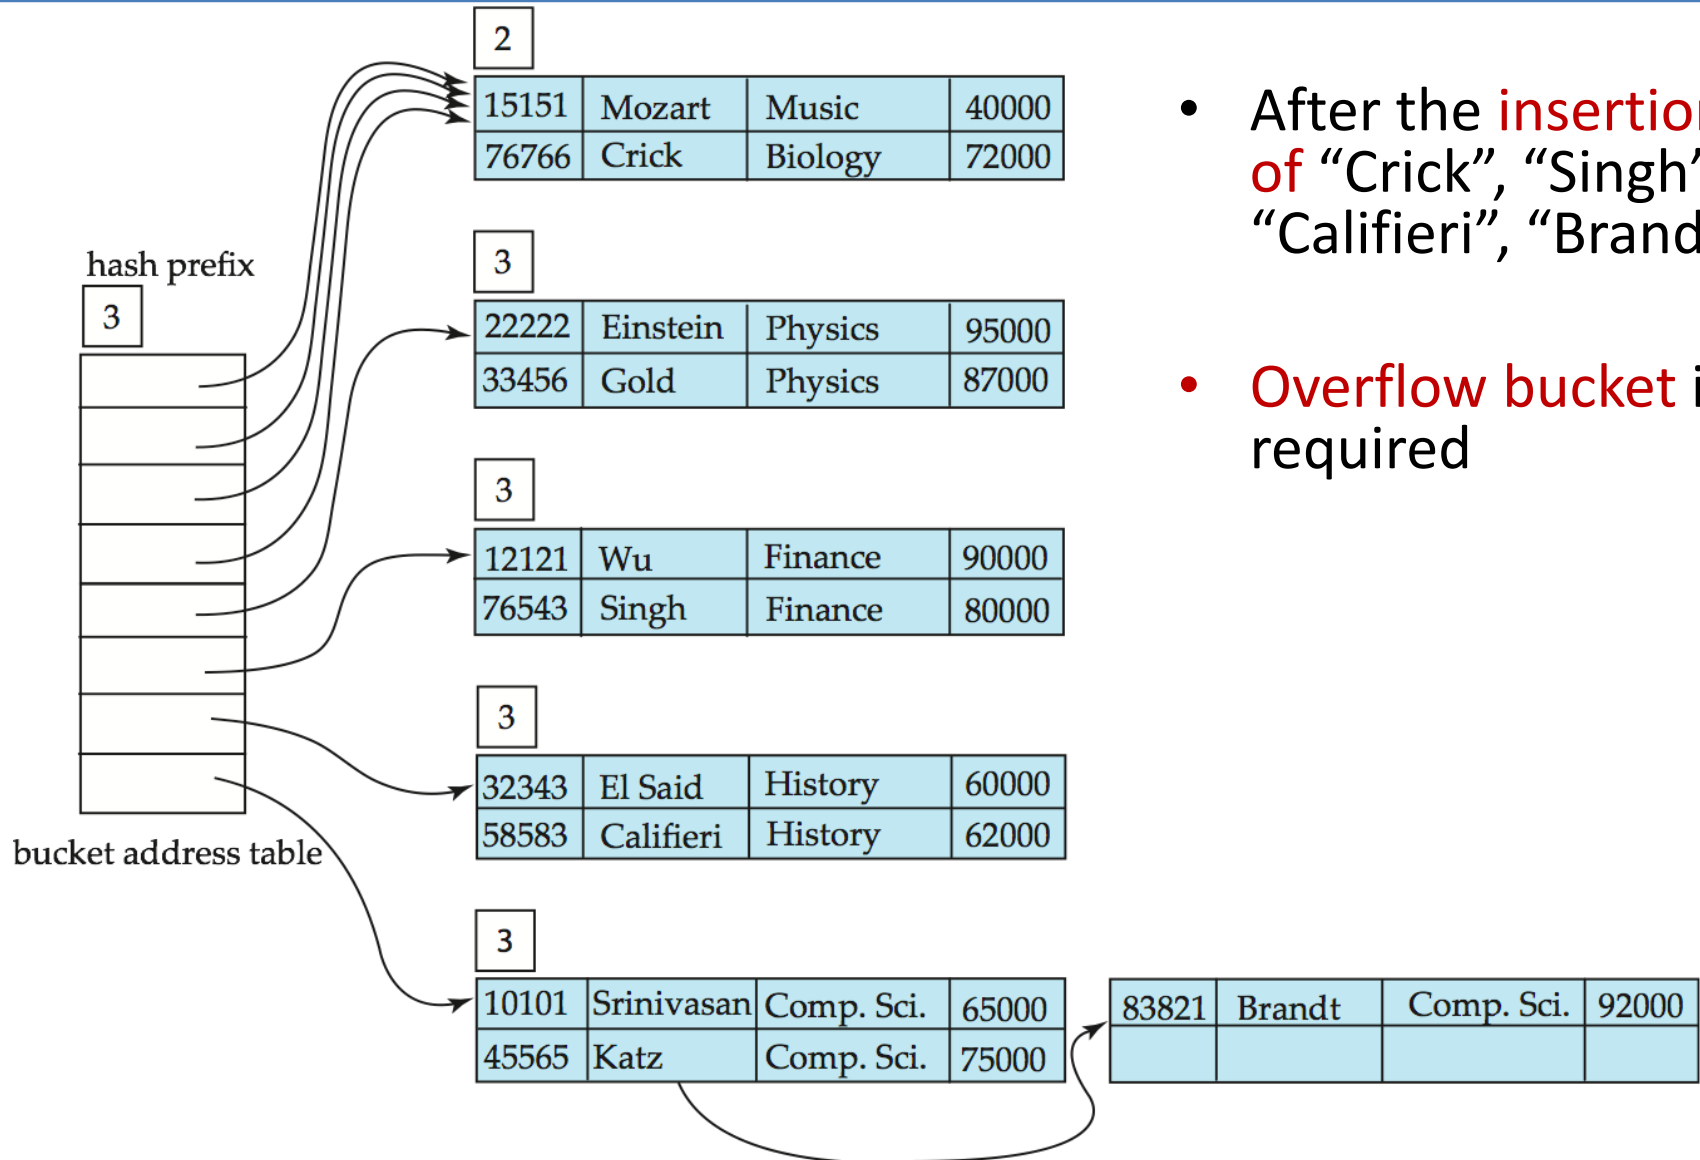 hash prefix
3
bucket address table
2
15151 Mozart Music 40000
76766 Crick Biology 72000
3
22222 Einstein Physics 95000
33456 Gold Physics 87000
3
12121 Wu Finance 90000
76543 Singh Finance 80000
3
32343 El Said History 60000
58583 Califieri History 62000
3
10101 Srinivasan Comp. Sci. 65000
45565 Katz Comp. Sci. 75000
83821 Brandt Comp. Sci. 92000
• After the insertio
of “Crick”, “Singh”
“Califieri”, “Brand
• Overflow bucket
required